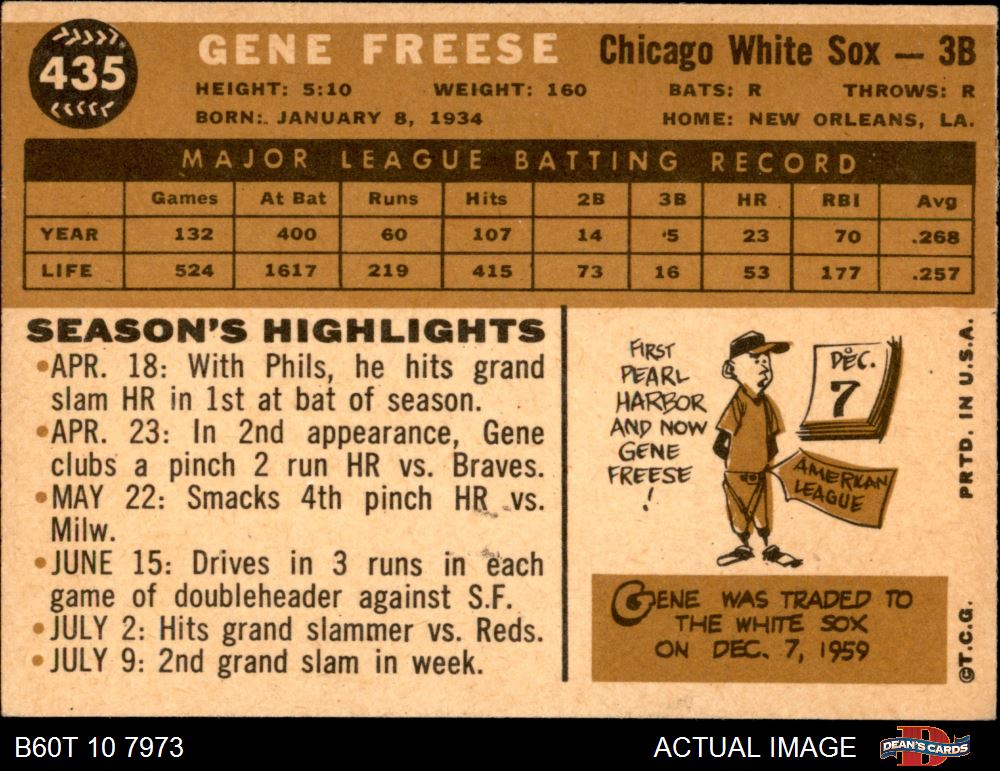 435
GENE FREESE
Chicago White Sox — 3B
HEIGHT: 5:10 WEIGHT: 160 BATS: R THROWS: R
BORN: JANUARY 8, 1934 HOME: NEW ORLEANS, LA.
MAJOR LEAGUE BATTING RECORD
Games At Bat Runs Hits 2B 3B HR RBI Avg
YEAR 132 400 60 107 14 5 23 70 .268
LIFE 524 1617 219 415 73 16 53 177 .257
SEASON'S HIGHLIGHTS
•APR. 18: With Phils, he hits grand
slam HR in 1st at bat of season.
•APR. 23: In 2nd appearance, Gene
clubs a pinch 2 run HR vs. Braves.
•MAY 22: Smacks 4th pinch HR vs.
Milw.
•JUNE 15: Drives in 3 runs in each
game of doubleheader against S.F.
•JULY 2: Hits grand slammer vs. Reds.
•JULY 9: 2nd grand slam in week.
FIRST
PEARL
HARBOR
AND NOW
GENE
FREESE
!
DEC.
7
AMERICAN
LEAGUE
GENE WAS TRADED TO
THE WHITE SOX
ON DEC. 7, 1959
PRTD. IN U.S.A.
©T.C.G.
B60T 10 7973
ACTUAL IMAGE
DEAN'S CARDS